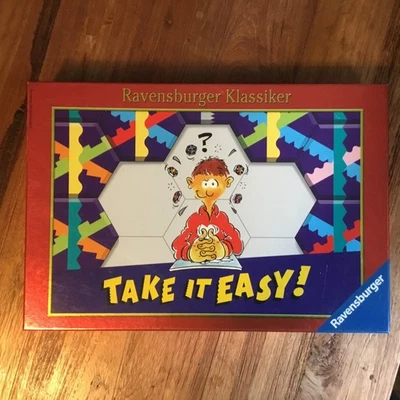 Ravensburger Klassiker
?
TAKE IT EASY!
Ravensburger